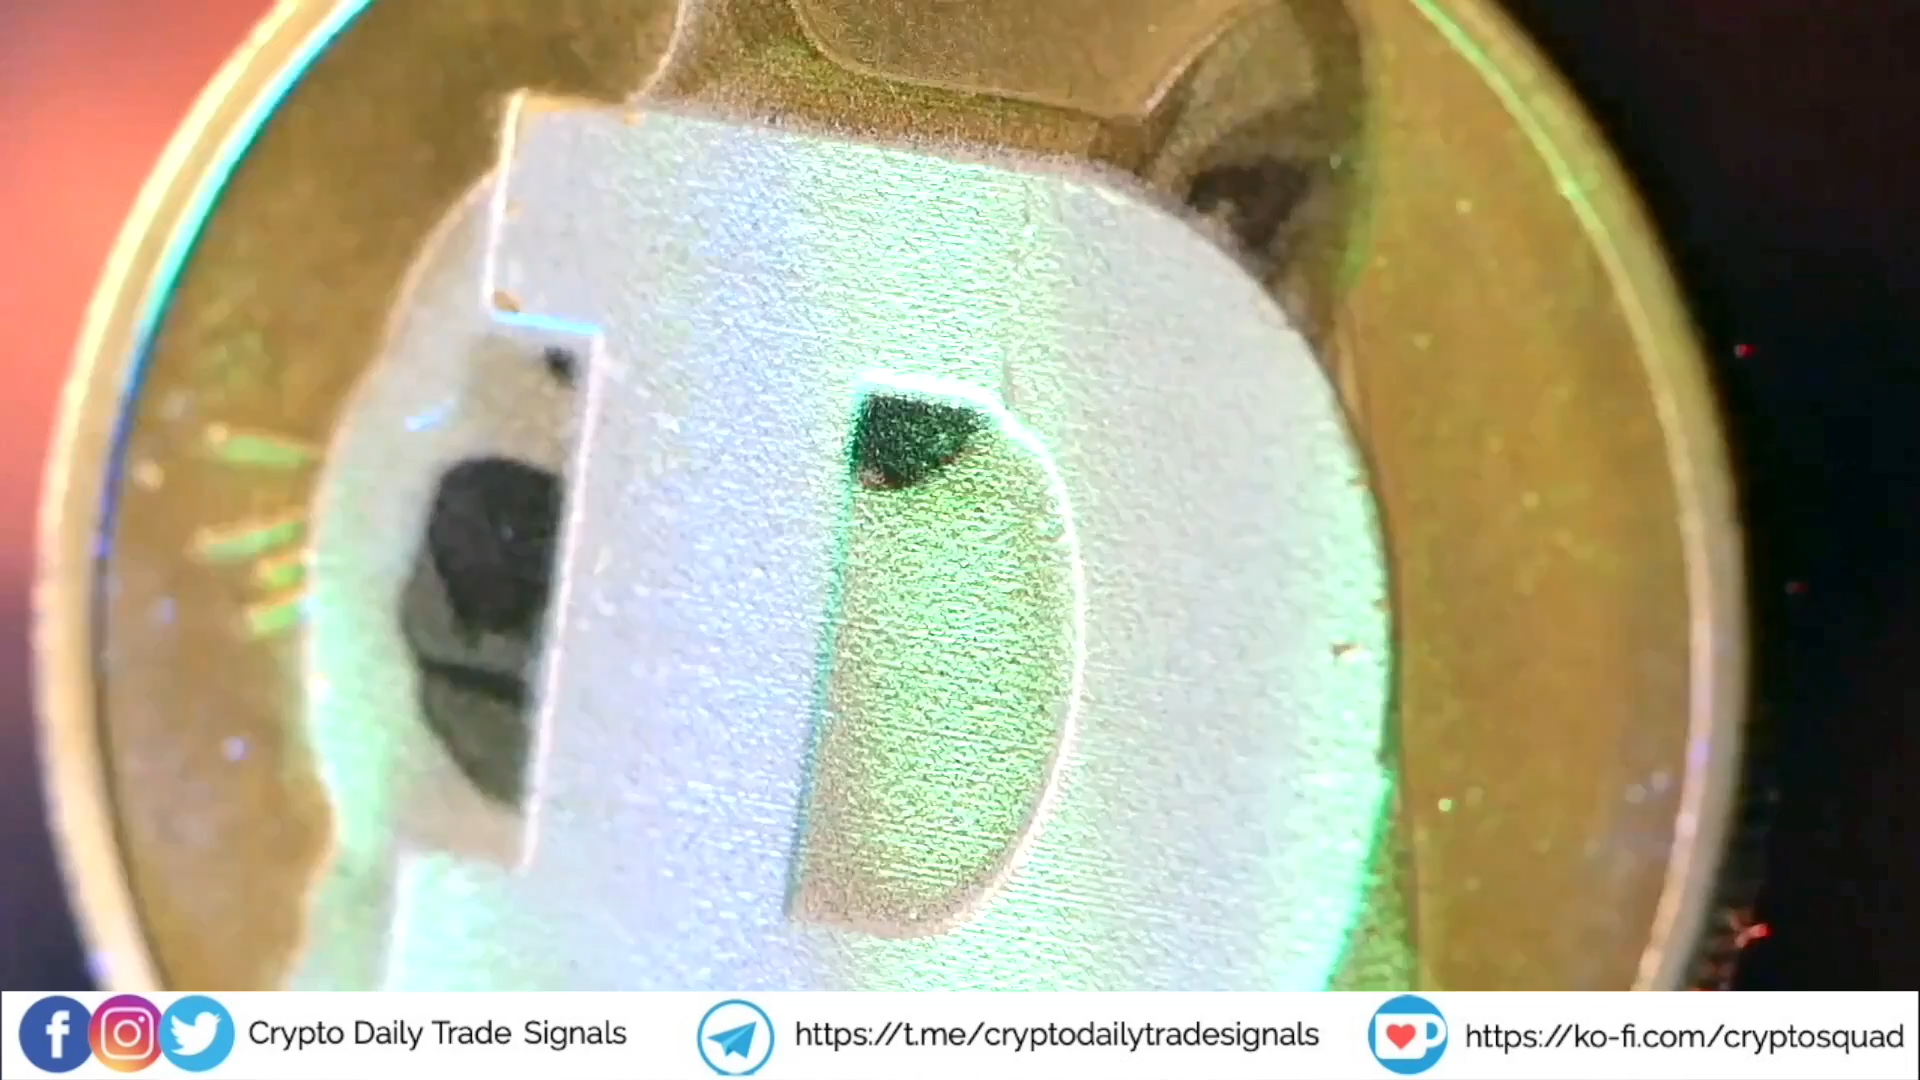 Crypto Daily Trade Signals
https://t.me/cryptodailytradesignals
https://ko-fi.com/cryptosquad